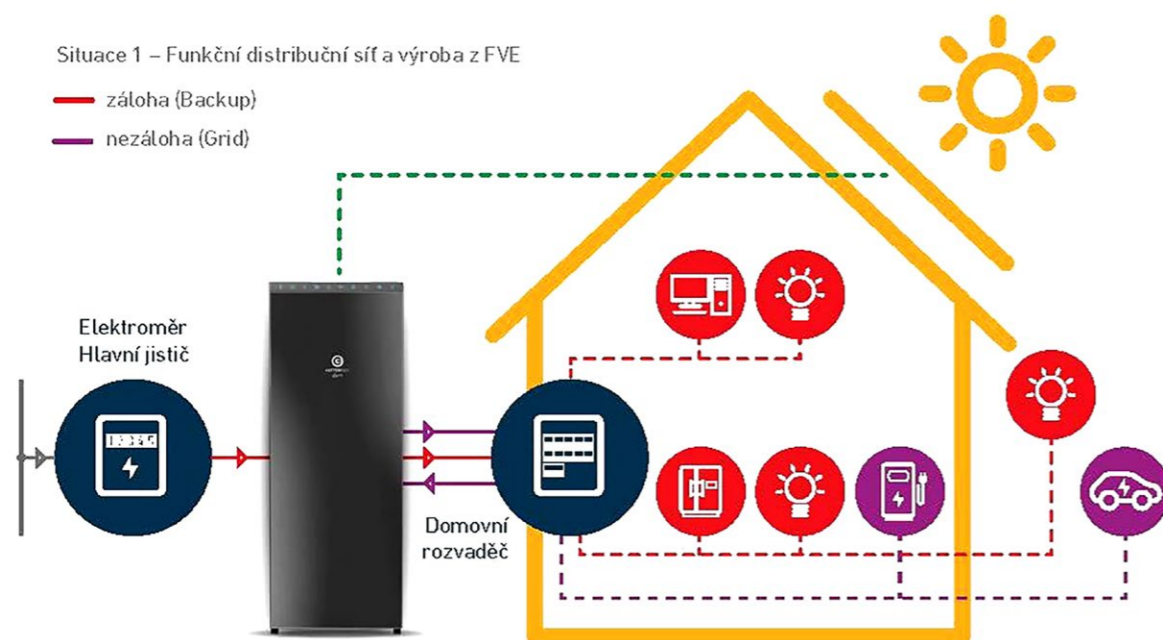 Situace 1 – Funkční distribuční síť a výroba z FVE
záloha (Backup)
nezáloha (Grid)
Elektroměr
Hlavní jistič
Domovní
rozvaděč